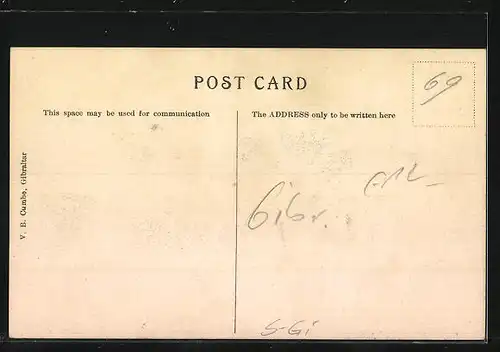 POST CARD
69
This space may be used for communication
The ADDRESS only to be written here
V. B. Cumbo, Gibraltar
Gibr.
S-Gi